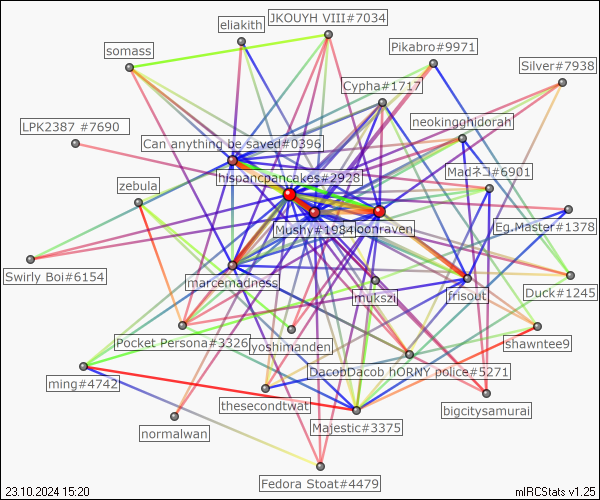 JKOUYH VIII#7034
eliakith
Pikabro#9971
somass
Silver#7938
Cypha#1717
neokingghidorah
LPK2387 #7690
Can anything be saved#0396
hispancpancakes#2928
Madネコ#6901
zebula
Mushy#1984
oonraven
Eg.Master#1378
Swirly Boi#6154
marcemadness
mukszi
frisout
Duck#1245
Pocket Persona#3326
yoshimanden
shawntee9
DacobDacob hORNY police#5271
ming#4742
thesecondtwat
bigcitysamurai
normalwan
Majestic#3375
Fedora Stoat#4479
23.10.2024 15:20
mIRCStats v1.25